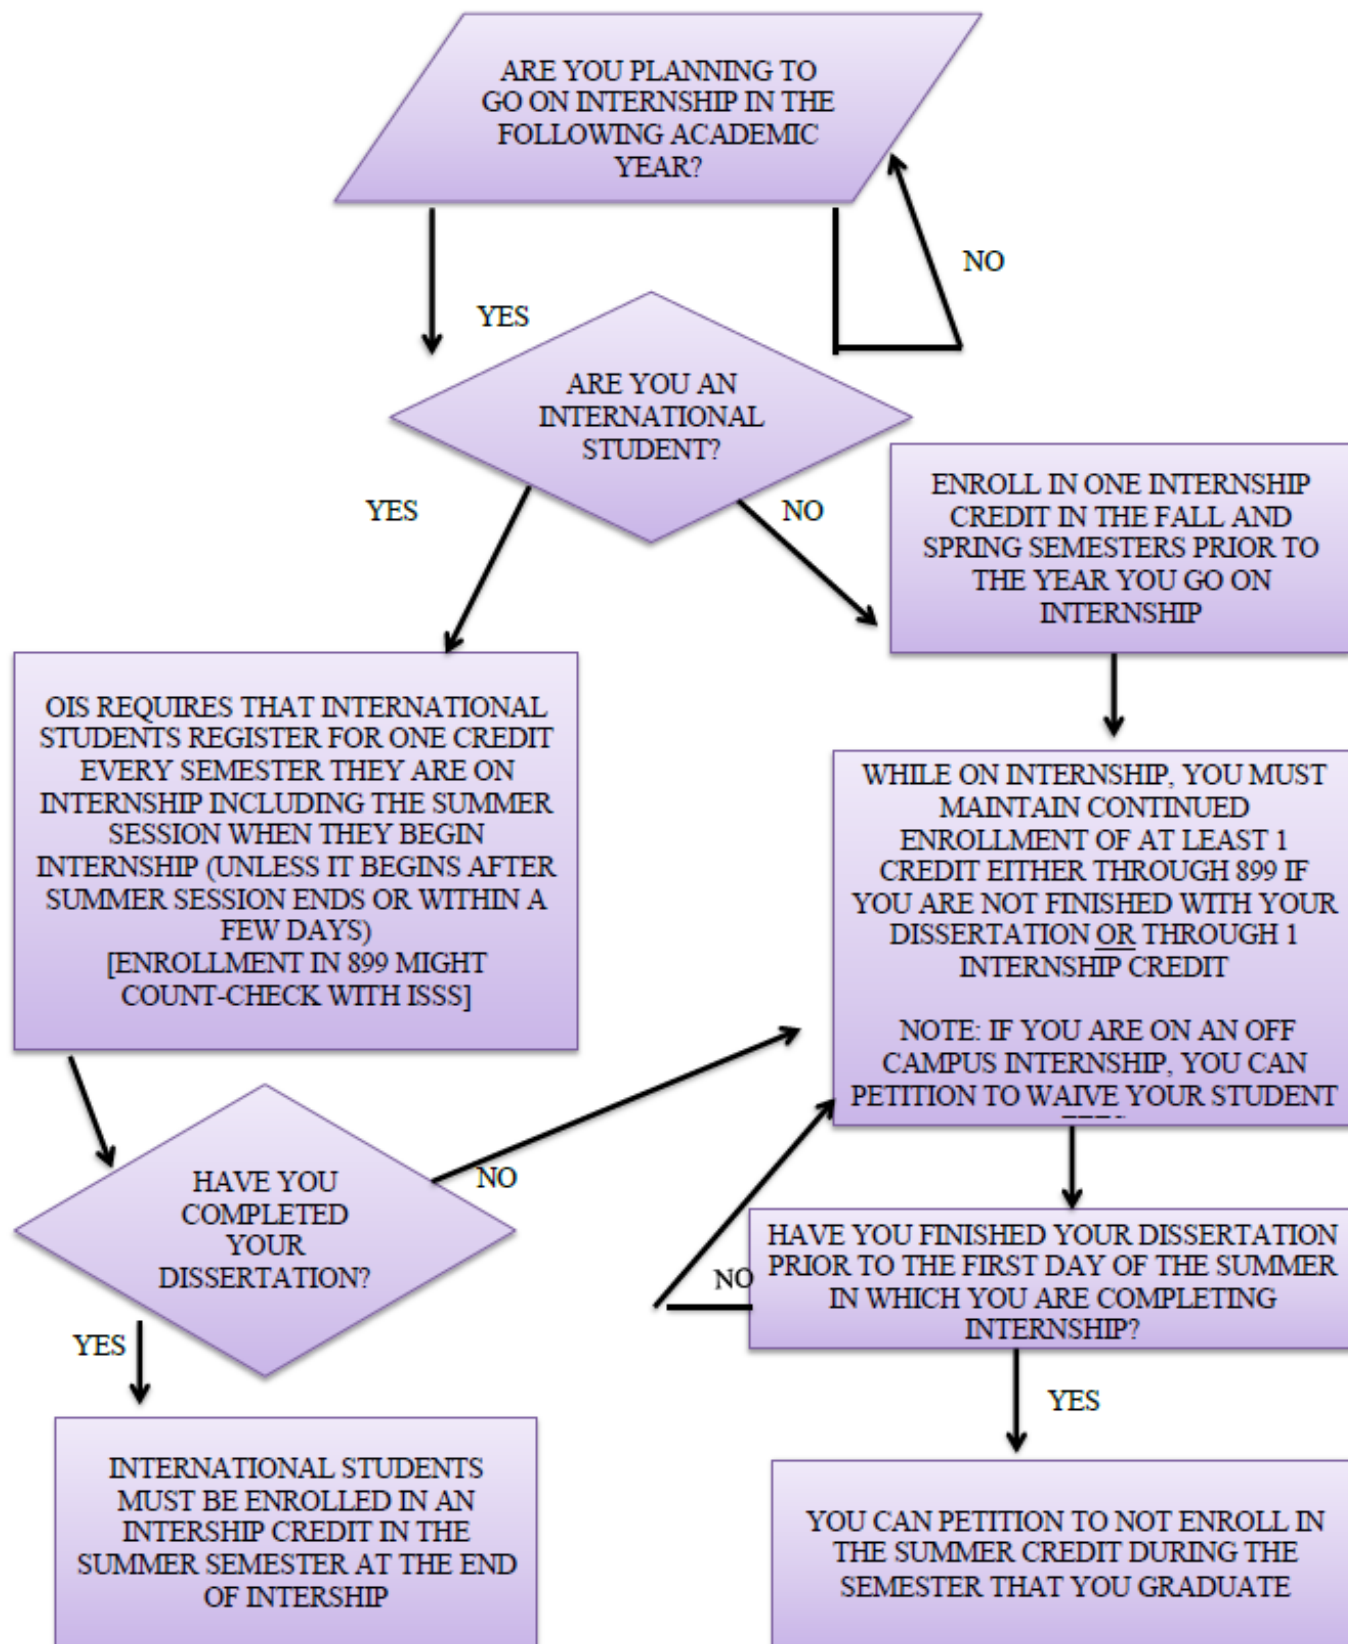 ARE YOU PLANNING TO
GO ON INTERNSHIP IN THE
FOLLOWING ACADEMIC
YEAR?
NO
YES
ARE YOU AN
INTERNATIONAL
STUDENT?
YES
NO
ENROLL IN ONE INTERNSHIP
CREDIT IN THE FALL AND
SPRING SEMESTERS PRIOR TO
THE YEAR YOU GO ON
INTERNSHIP
OIS REQUIRES THAT INTERNATIONAL
STUDENTS REGISTER FOR ONE CREDIT
EVERY SEMESTER THEY ARE ON
INTERNSHIP INCLUDING THE SUMMER
SESSION WHEN THEY BEGIN
INTERNSHIP (UNLESS IT BEGINS AFTER
SUMMER SESSION ENDS OR WITHIN A
FEW DAYS)
[ENROLLMENT IN 899 MIGHT
COUNT-CHECK WITH ISSS]
WHILE ON INTERNSHIP, YOU MUST
MAINTAIN CONTINUED
ENROLLMENT OF AT LEAST 1
CREDIT EITHER THROUGH 899 IF
YOU ARE NOT FINISHED WITH YOUR
DISSERTATION OR THROUGH 1
INTERNSHIP CREDIT
NOTE: IF YOU ARE ON AN OFF
CAMPUS INTERNSHIP, YOU CAN
PETITION TO WAIVE YOUR STUDENT
HAVE YOU
COMPLETED
YOUR
DISSERTATION?
NO
YES
HAVE YOU FINISHED YOUR DISSERTATION
PRIOR TO THE FIRST DAY OF THE SUMMER
IN WHICH YOU ARE COMPLETING
INTERNSHIP?
NO
YES
INTERNATIONAL STUDENTS
MUST BE ENROLLED IN AN
INTERSHIP CREDIT IN THE
SUMMER SEMESTER AT THE END
OF INTERSHIP
YOU CAN PETITION TO NOT ENROLL IN
THE SUMMER CREDIT DURING THE
SEMESTER THAT YOU GRADUATE